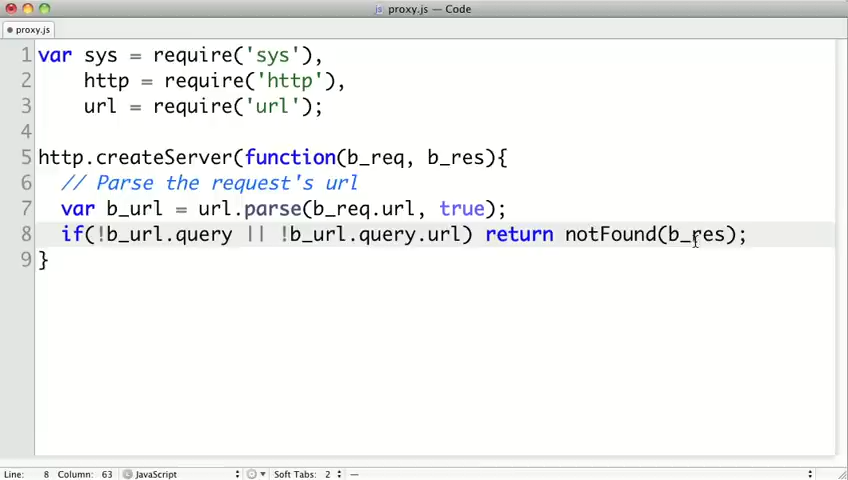 proxy.js — Code
proxy.js
1 var sys = require('sys'),
2     http = require('http'),
3     url = require('url');
4
5 http.createServer(function(b_req, b_res){
6   // Parse the request's url
7   var b_url = url.parse(b_req.url, true);
8   if(!b_url.query || !b_url.query.url) return notFound(b_res);
9 }
Line: 8 Column: 63 JavaScript Soft Tabs: 2 —